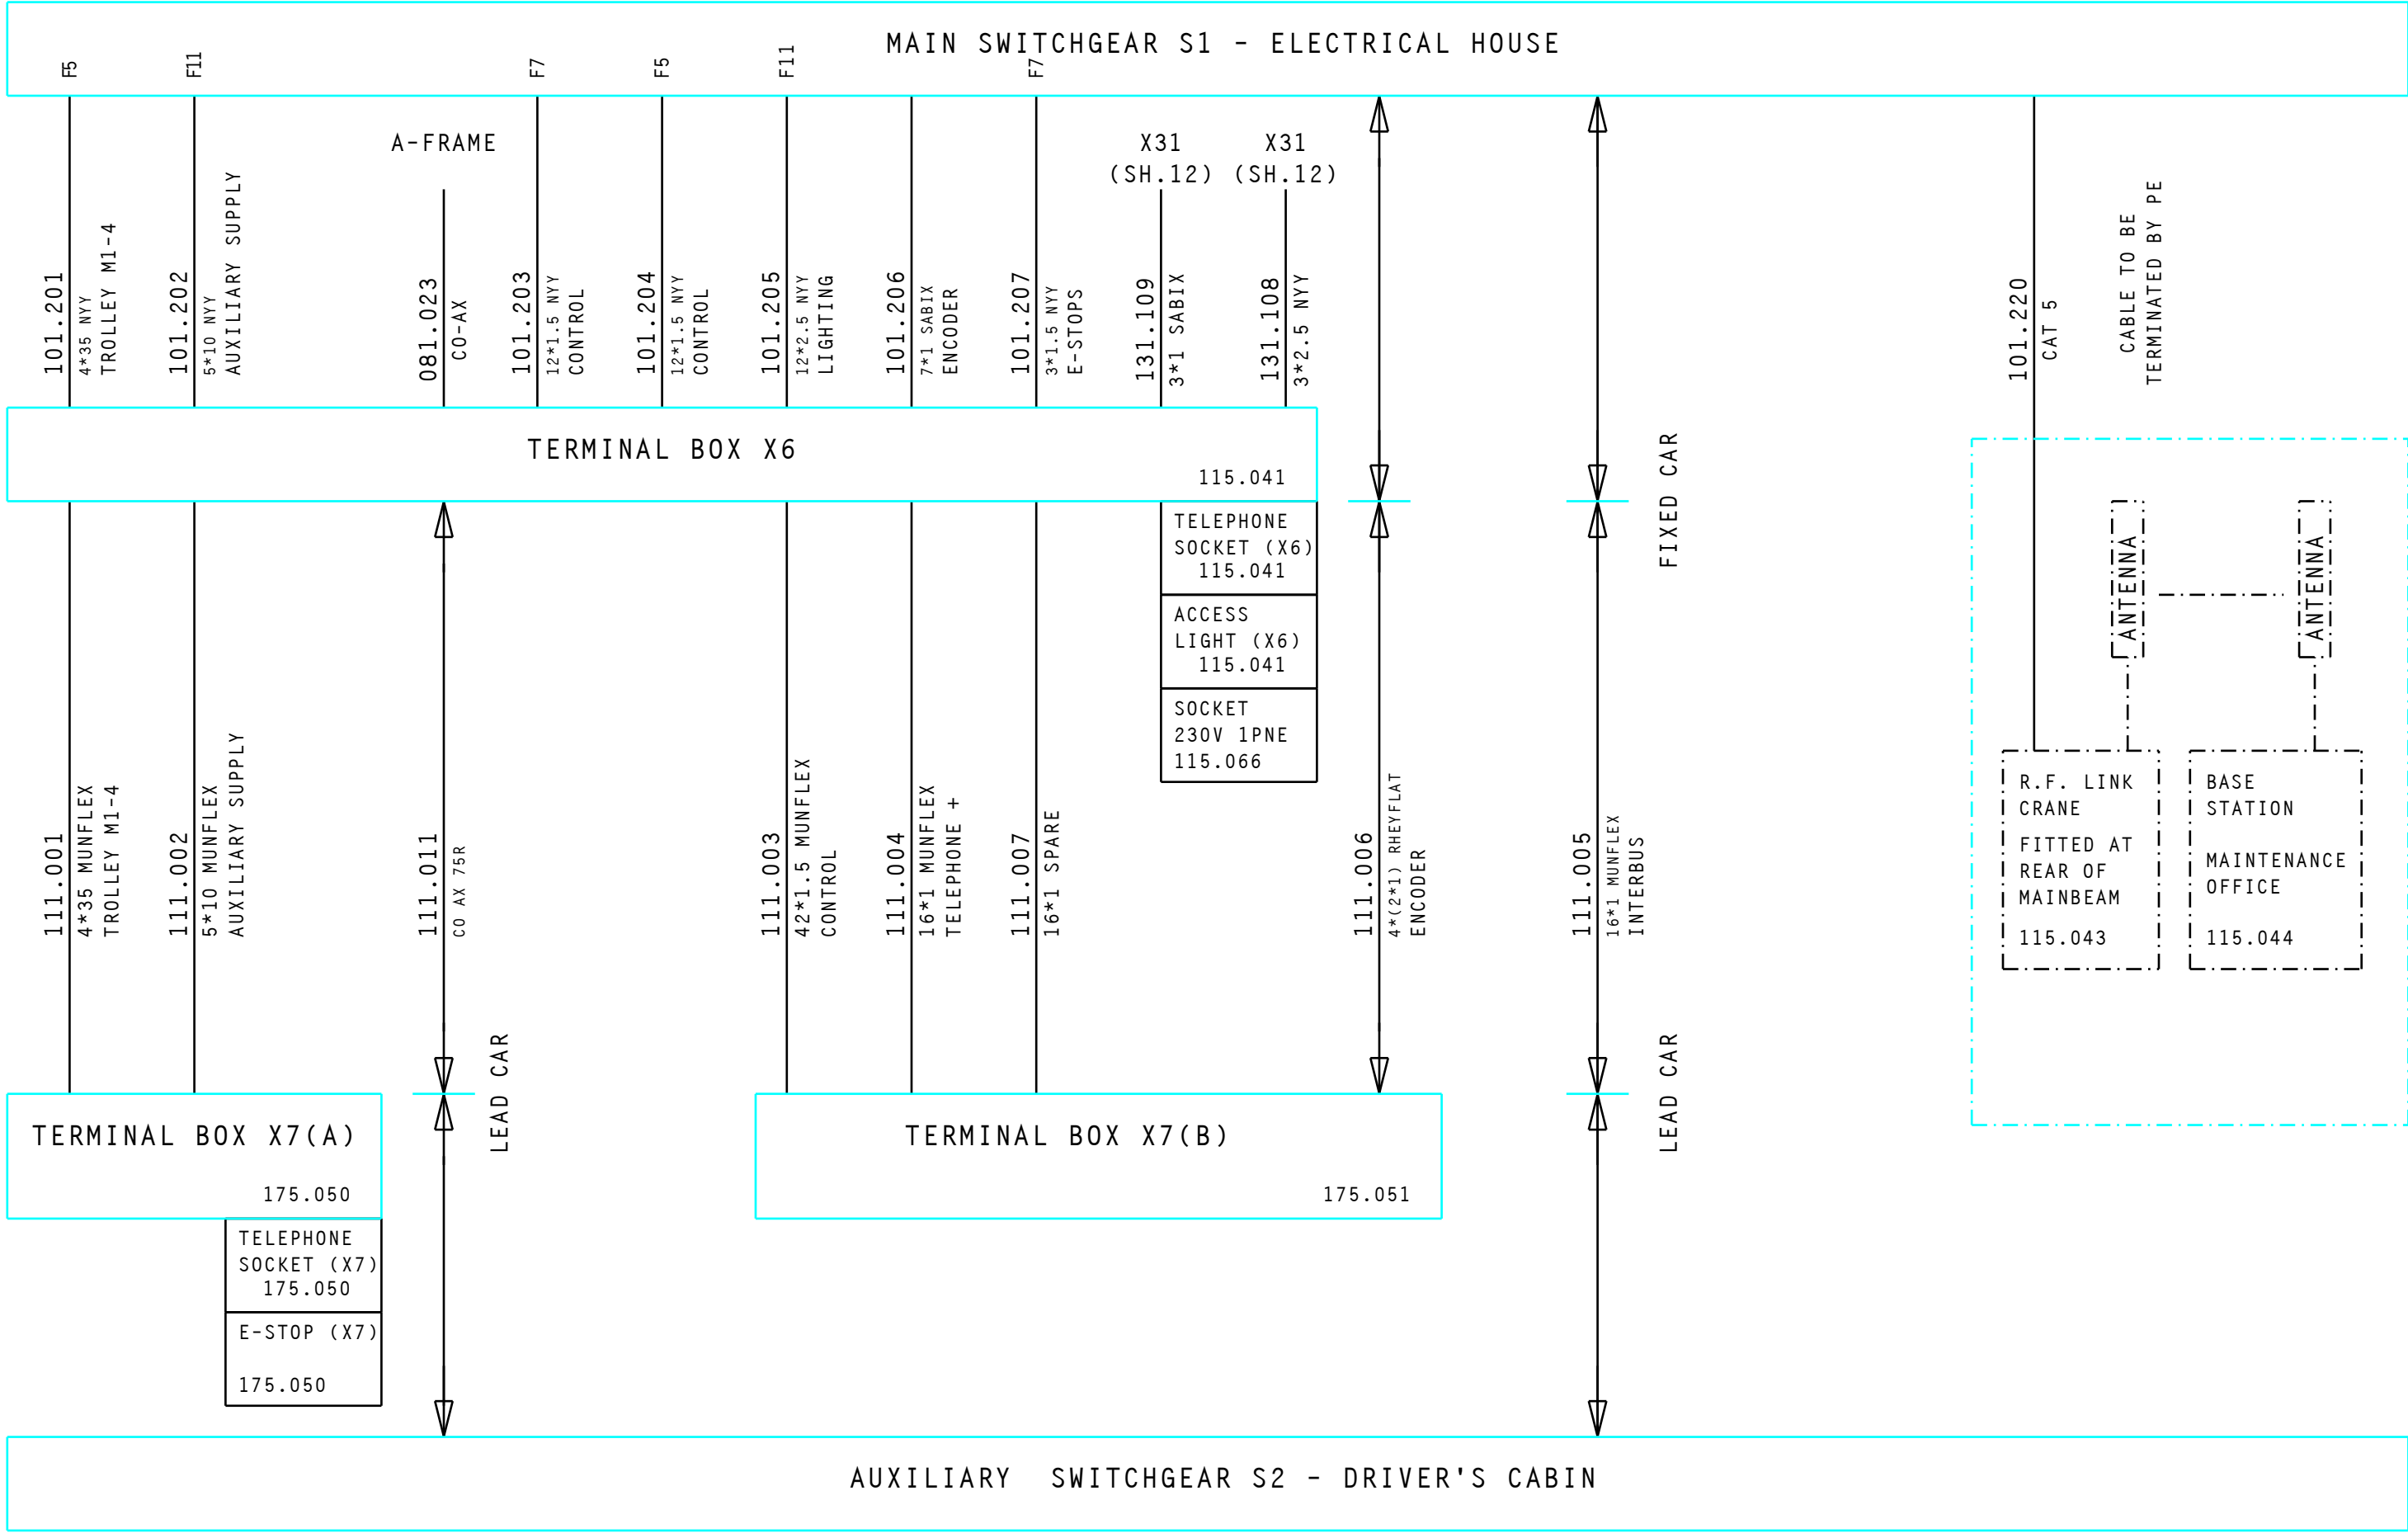 MAIN SWITCHGEAR S1 - ELECTRICAL HOUSE
F5
F11
F7
F5
F11
F7
A-FRAME
X31
(SH.12)
X31
(SH.12)
101.201
4*35 NYY
TROLLEY M1-4
101.202
5*10 NYY
AUXILIARY SUPPLY
081.023
CO-AX
101.203
12*1.5 NYY
CONTROL
101.204
12*1.5 NYY
CONTROL
101.205
12*2.5 NYY
LIGHTING
101.206
7*1 SABIX
ENCODER
101.207
3*1.5 NYY
E-STOPS
131.109
3*1 SABIX
131.108
3*2.5 NYY
101.220
CAT 5
CABLE TO BE
TERMINATED BY PE
TERMINAL BOX X6
115.041
FIXED CAR
TELEPHONE
SOCKET (X6)
115.041
ACCESS
LIGHT (X6)
115.041
SOCKET
230V 1PNE
115.066
ANTENNA
ANTENNA
111.001
4*35 MUNFLEX
TROLLEY M1-4
111.002
5*10 MUNFLEX
AUXILIARY SUPPLY
111.011
CO AX 75R
111.003
42*1.5 MUNFLEX
CONTROL
111.004
16*1 MUNFLEX
TELEPHONE +
111.007
16*1 SPARE
111.006
4*(2*1) RHEYFLAT
ENCODER
111.005
16*1 MUNFLEX
INTERBUS
R.F. LINK
CRANE
FITTED AT
REAR OF
MAINBEAM
115.043
BASE
STATION
MAINTENANCE
OFFICE
115.044
LEAD CAR
LEAD CAR
TERMINAL BOX X7(A)
175.050
TERMINAL BOX X7(B)
175.051
TELEPHONE
SOCKET (X7)
175.050
E-STOP (X7)
175.050
AUXILIARY SWITCHGEAR S2 - DRIVER'S CABIN